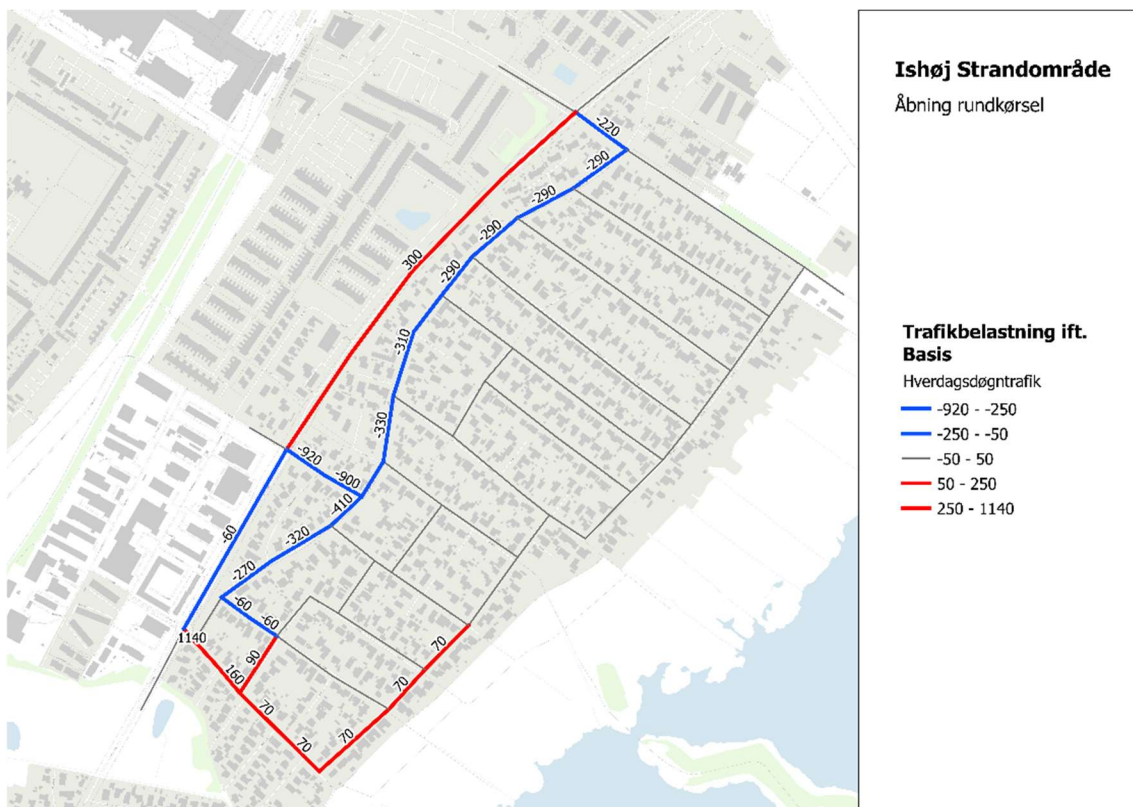 Ishøj Strandområde
Åbning rundkørsel
-220
-290
-290
-290
-290
300
-310
-330
-920
-900
-410
-320
-60
-270
-60
-60
1140
90
160
70
70
70
70
70
Trafikbelastning ift.
Basis
Hverdagsdøgntrafik
-920 - -250
-250 - -50
-50 - 50
50 - 250
250 - 1140